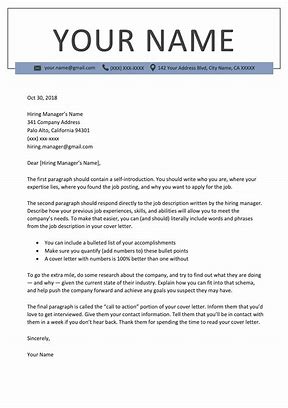 YOUR NAME
your.name@gmail.com (XXX) XXX-XXXX 142 Your Address Blvd, City Name, CA XXXXX
Oct 30, 2018
Hiring Manager's Name
341 Company Address
Palo Alto, California 94301
(xxx) xxx-xxxx
hiring.manager@gmail.com
Dear [Hiring Manager's Name],
The first paragraph should contain a self-introduction. You should write who you are, where your
expertise lies, where you found the job posting, and why you want to apply for the job.
The second paragraph should respond directly to the job description written by the hiring manager.
Describe how your previous job experiences, skills, and abilities will allow you to meet the
company's needs. To make that easier, you can (and should) literally include words and phrases
from the job description in your cover letter.
• You can include a bulleted list of your accomplishments
• Make sure you quantify (add numbers to) these bullet points
• A cover letter with numbers is 100% better than one without
To go the extra mile, do some research about the company, and try to find out what they are doing
— and why — given the current state of their industry. Explain how you can fit into that schema,
and help push the company forward and achieve any goals you suspect they may have.
The final paragraph is called the "call to action" portion of your cover letter. Inform them that you'd
love to get interviewed. Give them your contact information. Tell them that you'll be in contact with
them in a week if you don't hear back. Thank them for spending the time to read your cover letter.
Sincerely,
Your Name